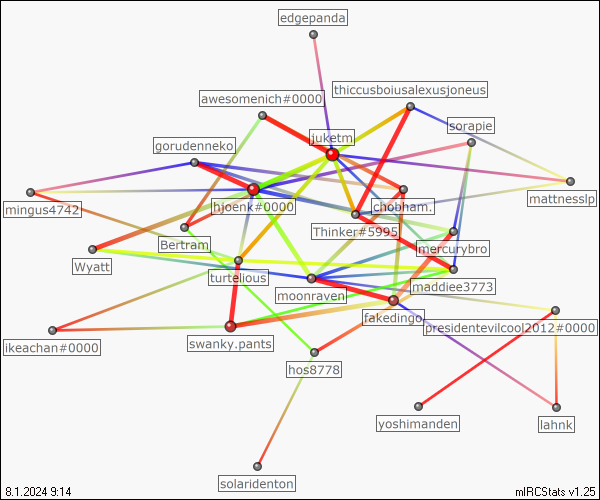 edgepanda
thiccusboiusalexusjoneus
awesomenich#0000
sorapie
juketm
gorudenneko
mattneslp
chobham.
hjoenk#0000
mingus4742
Thinker#5995
Bertram
mercurybro
Wyatt
turtelious
maddiee3773
moonraven
fakedingo
presidentevilcool2012#0000
swanky.pants
ikeachan#0000
hos8778
yoshimanden
lahnk
solaridenton
8.1.2024 9:14
mIRCStats v1.25